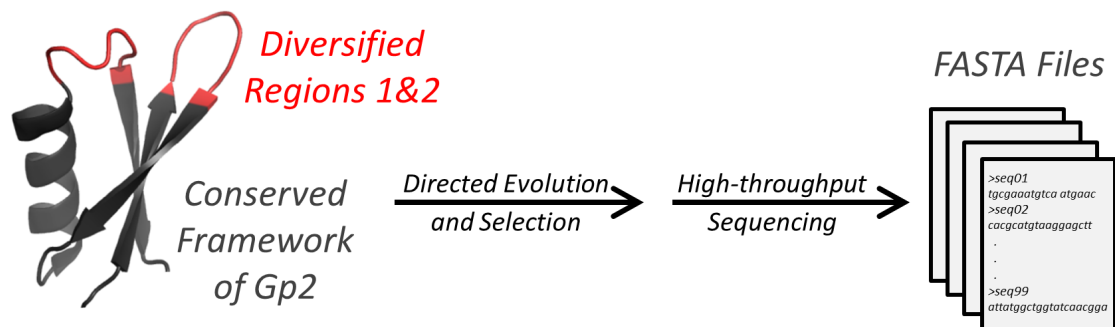 Diversified
Regions 1&2
Conserved
Framework
of Gp2
Directed Evolution
and Selection
High-throughput
Sequencing
FASTA Files
>seq01
tgcgaaatgtca atgaac
>seq02
cacgcatgtaaggagctt
.
.
.
>seq99
attatggctggtatcaacgga